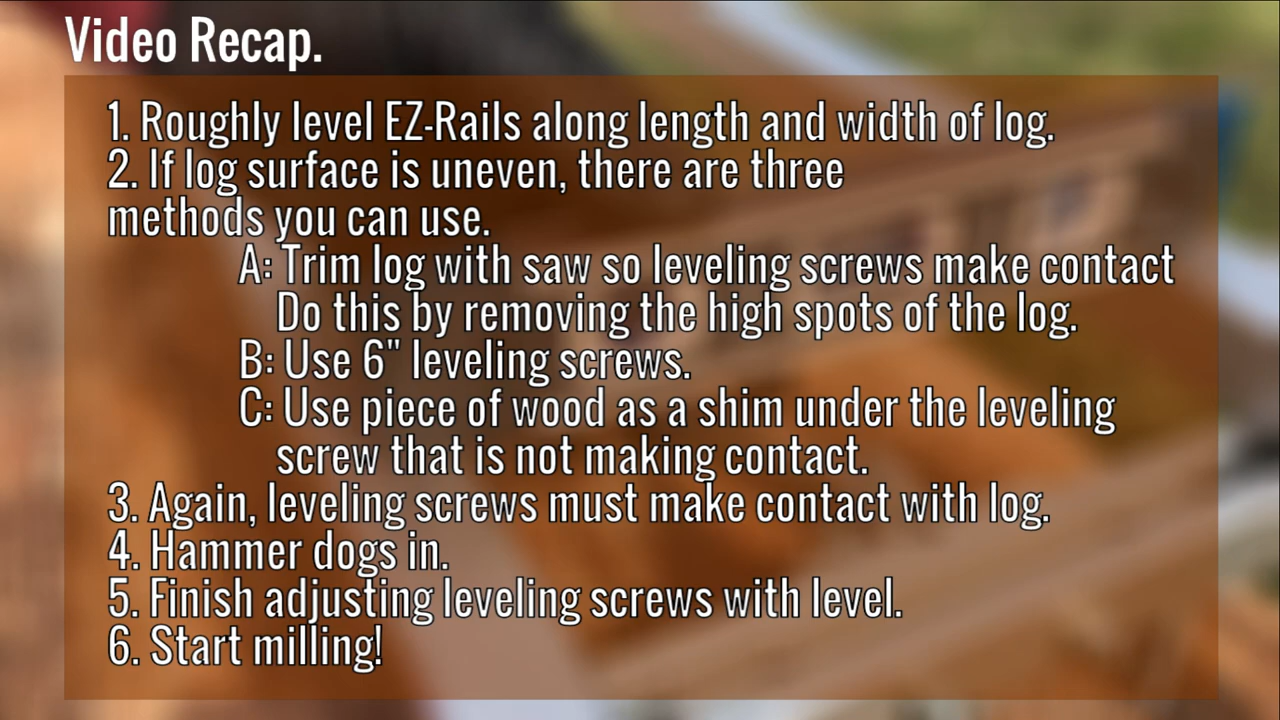 Video Recap.
1. Roughly level EZ-Rails along length and width of log.
2. If log surface is uneven, there are three
methods you can use.
A: Trim log with saw so leveling screws make contact
Do this by removing the high spots of the log.
B: Use 6" leveling screws.
C: Use piece of wood as a shim under the leveling
screw that is not making contact.
3. Again, leveling screws must make contact with log.
4. Hammer dogs in.
5. Finish adjusting leveling screws with level.
6. Start milling!